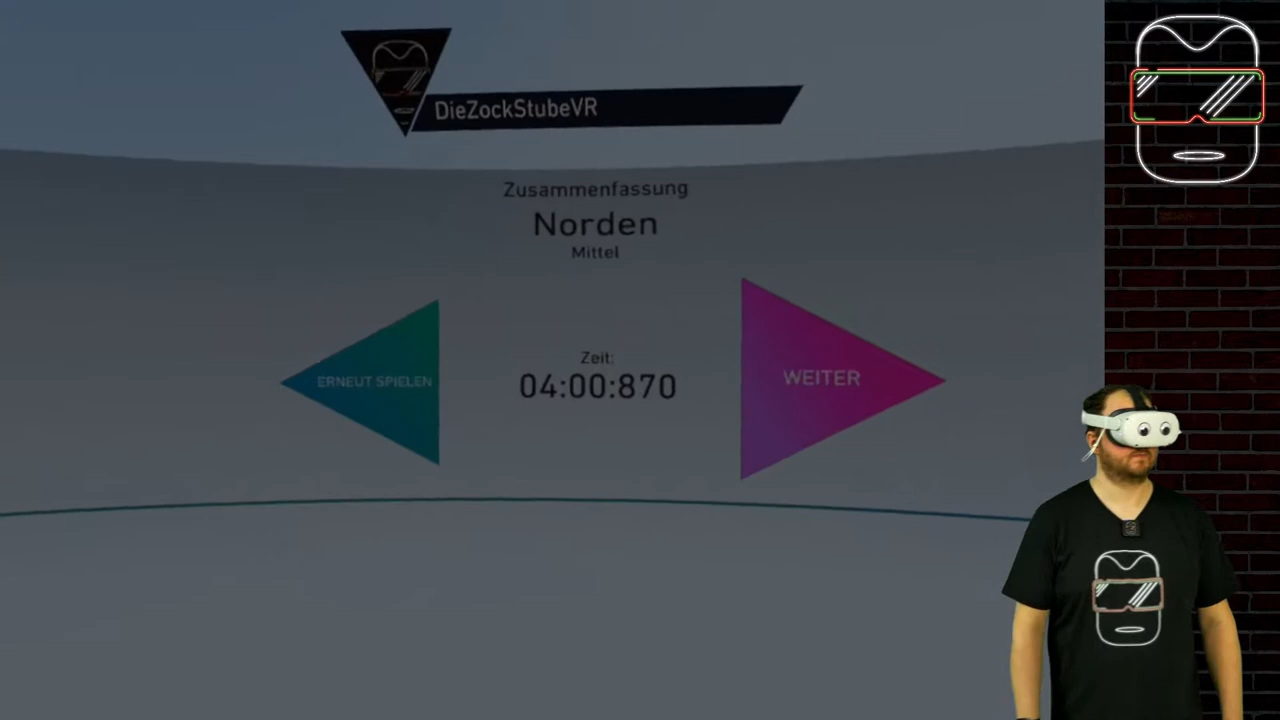 DieZockStubeVR
Zusammenfassung
Norden
Mittel
ERNEUT SPIELEN
Zeit:
04:00:870
WEITER